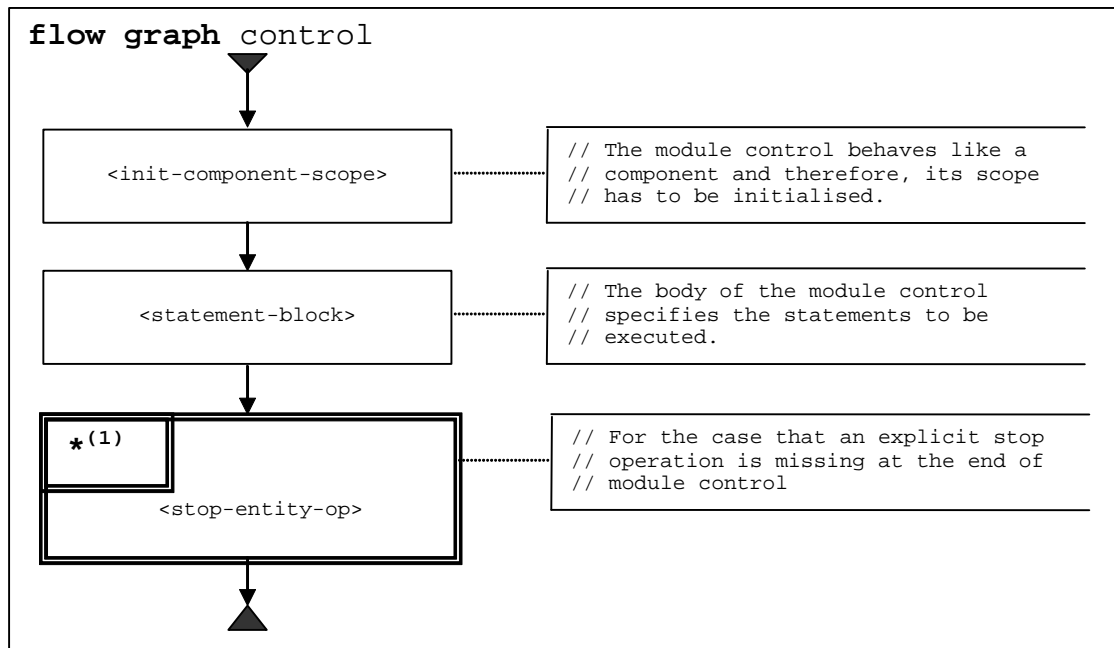 flow graph control
<init-component-scope>
// The module control behaves like a
// component and therefore, its scope
// has to be initialised.
<statement-block>
// The body of the module control
// specifies the statements to be
// executed.
*(1)
<stop-entity-op>
// For the case that an explicit stop
// operation is missing at the end of
// module control